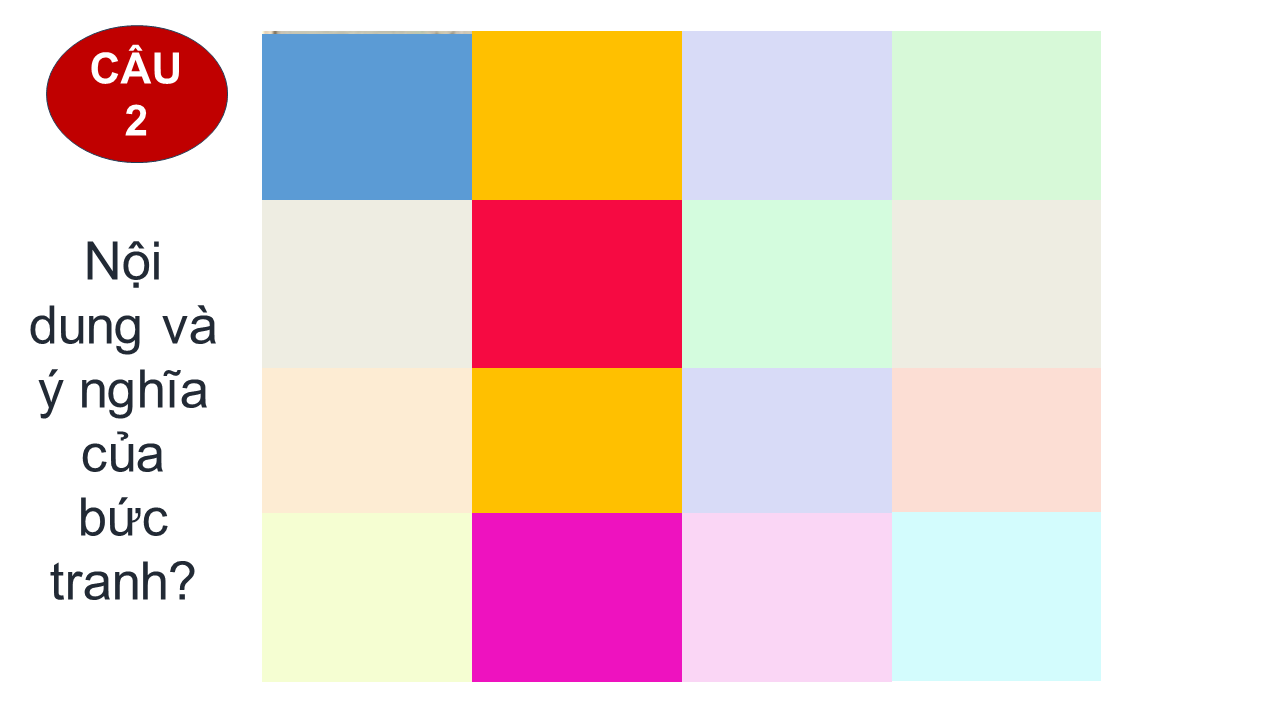 CÂU
2
Nội
dung và
ý nghĩa
của
bức
tranh?